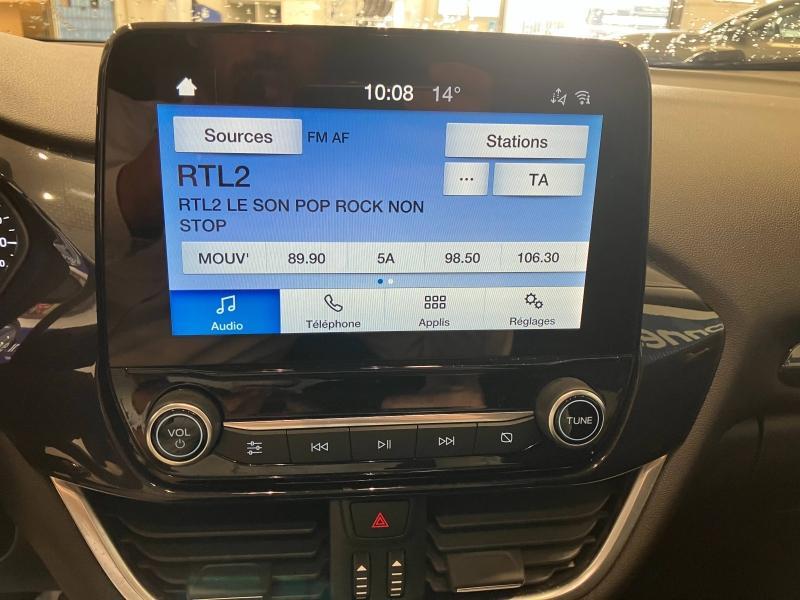 10:08 14°
Sources FM AF Stations
RTL2 ... TA
RTL2 LE SON POP ROCK NON
STOP
MOUV' 89.90 5A 98.50 106.30
Audio Téléphone Applis Réglages
VOL TUNE